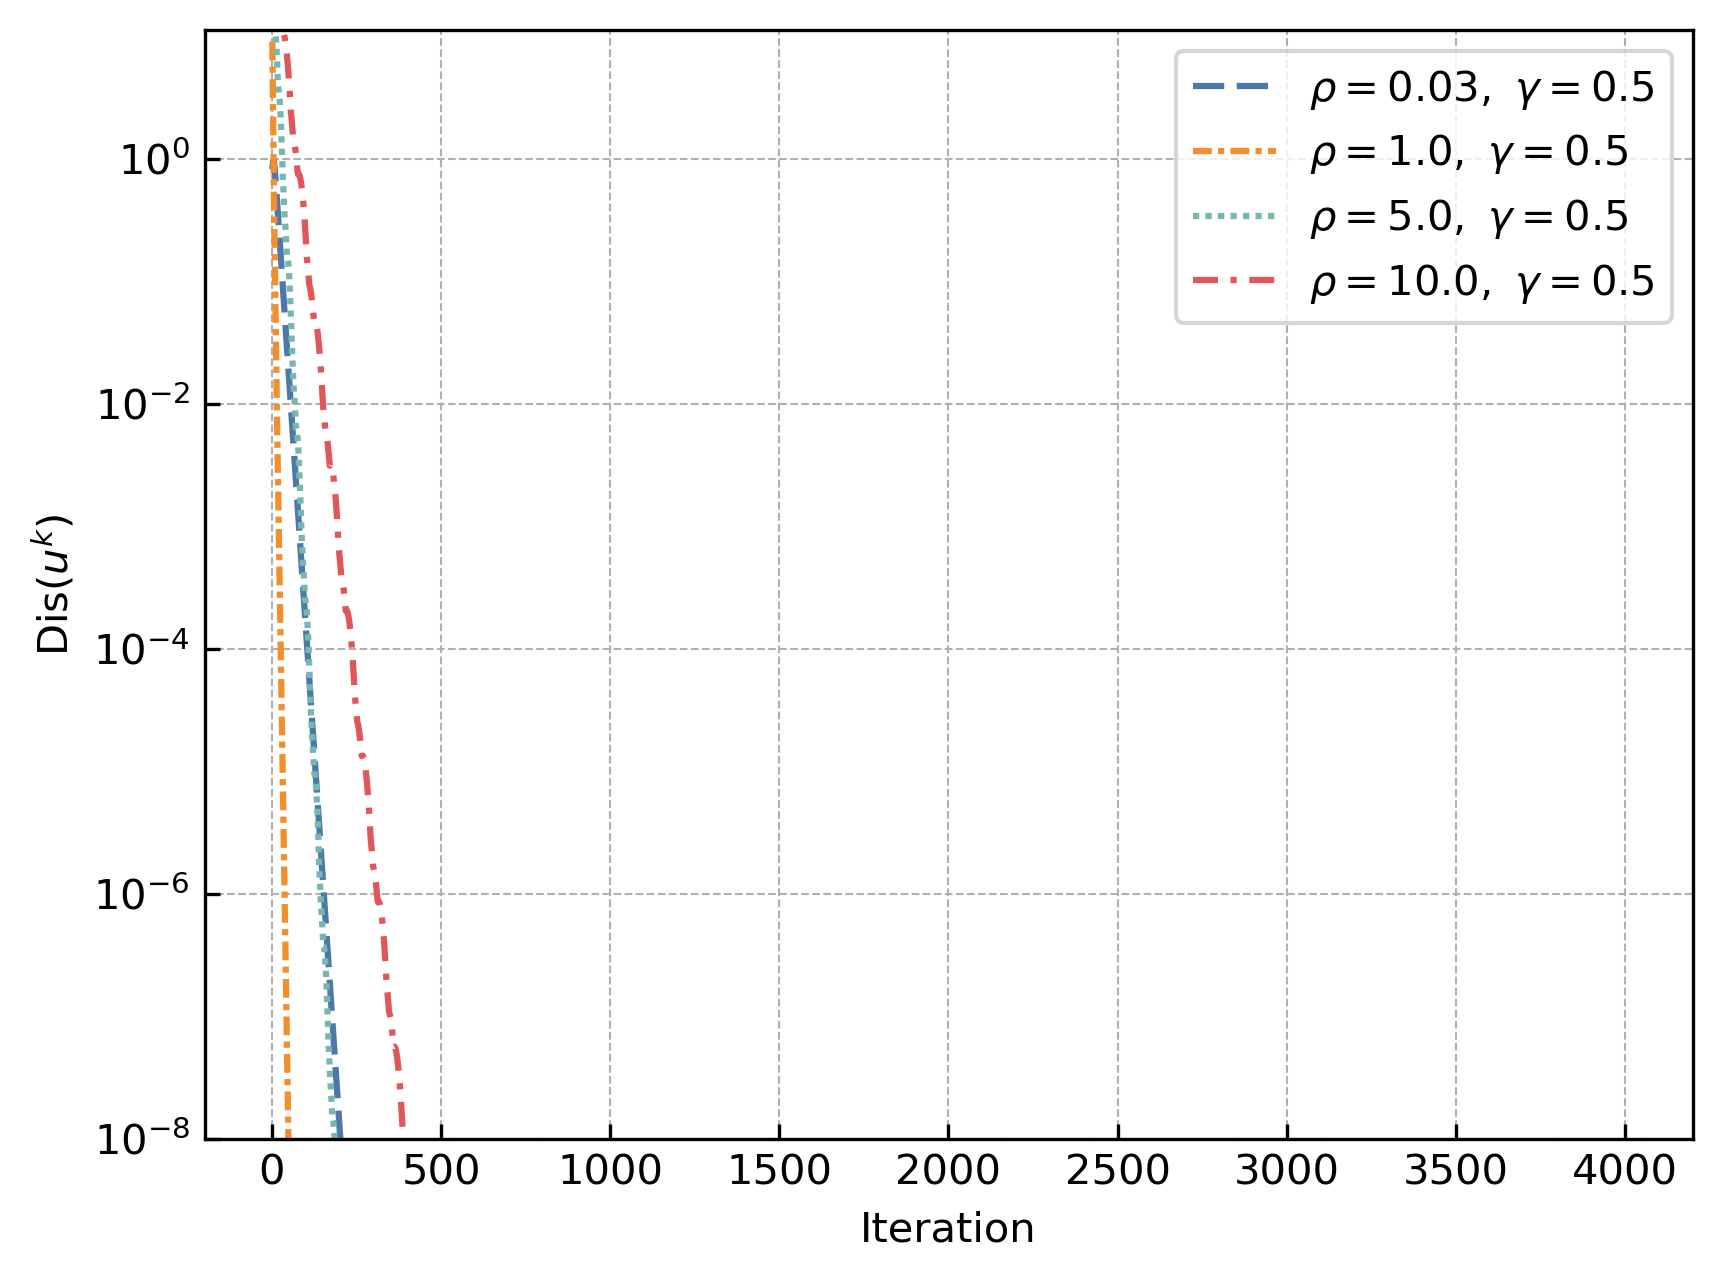 ρ = 0.03, γ = 0.5
ρ = 1.0, γ = 0.5
ρ = 5.0, γ = 0.5
ρ = 10.0, γ = 0.5
10⁰
10⁻²
10⁻⁴
10⁻⁶
10⁻⁸
Dis(uᵏ)
0 500 1000 1500 2000 2500 3000 3500 4000
Iteration